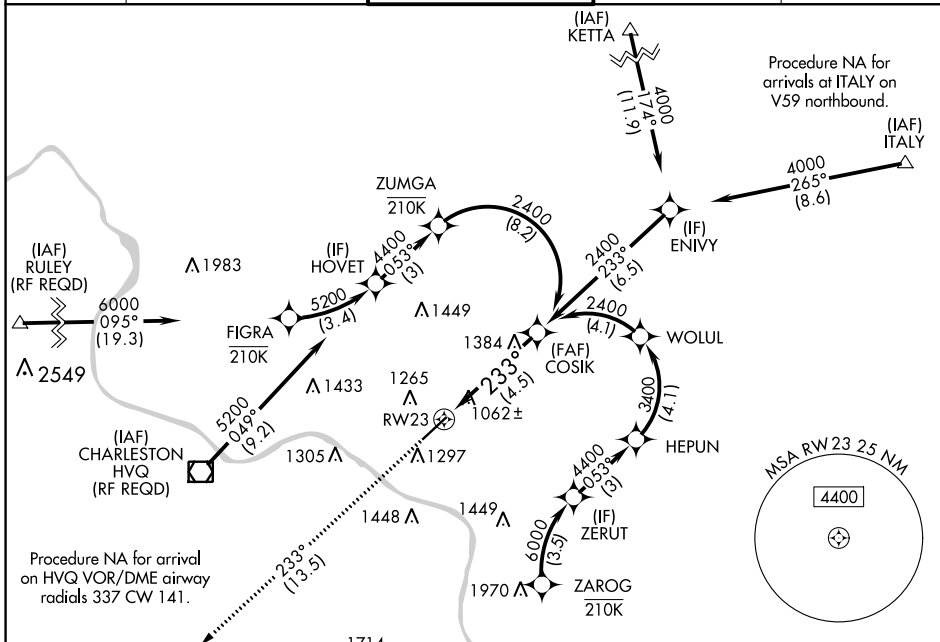 (IAF)
KETTA
4000
174°
(11.9)
Procedure NA for
arrivals at ITALY on
V59 northbound.
(IAF)
ITALY
4000
265°
(8.6)
ZUMGA
210K
2400
(8.2)
(IF)
ENIVY
2400
233°
(6.5)
(IAF)
RULEY
(RF REQD)
1983
(IF)
HOVET
4400
053°
(3)
6000
095°
(19.3)
5200
(3.4)
FIGRA
210K
1449
2400
(4.1)
WOLUL
1384
(FAF)
COSIK
2549
233°
(4.5)
1433
1265
1062±
RW23
3400
(4.1)
5200
049°
(9.2)
(IAF)
CHARLESTON
HVQ
(RF REQD)
1305
1297
HEPUN
4400
053°
(3)
MSA RW 23 25 NM
4400
1448
1449
(IF)
ZERUT
6000
(3.5)
233°
(13.5)
Procedure NA for arrival
on HVQ VOR/DME airway
radials 337 CW 141.
1970
ZAROG
210K
1714